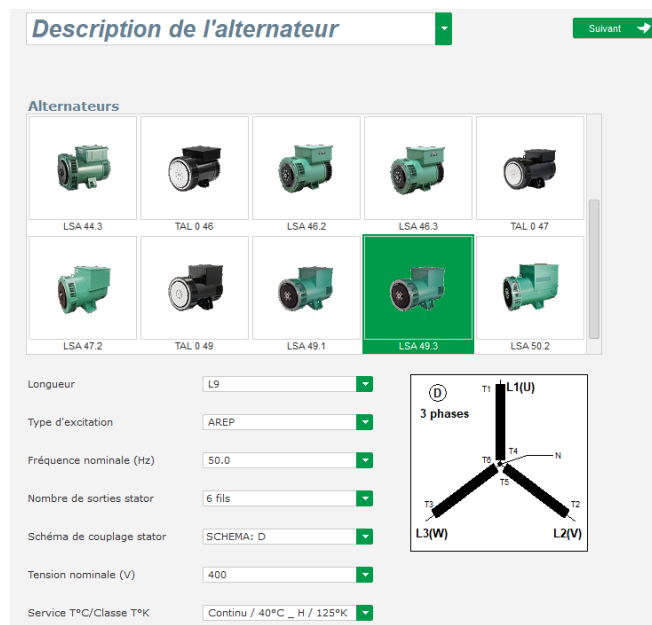 Description de l'alternateur
Suivant
Alternateurs
LSA 44.3
TAL 0 46
LSA 46.2
LSA 46.3
TAL 0 47
LSA 47.2
TAL 0 49
LSA 49.1
LSA 49.3
LSA 50.2
Longueur L9
Type d'excitation AREP
Fréquence nominale (Hz) 50.0
Nombre de sorties stator 6 fils
Schéma de couplage stator SCHEMA: D
Tension nominale (V) 400
Service T°C/Classe T°K Continu / 40°C _ H / 125°K
D
3 phases
T1 L1(U)
T4
T6
N
T5
T3
T2
L3(W)
L2(V)